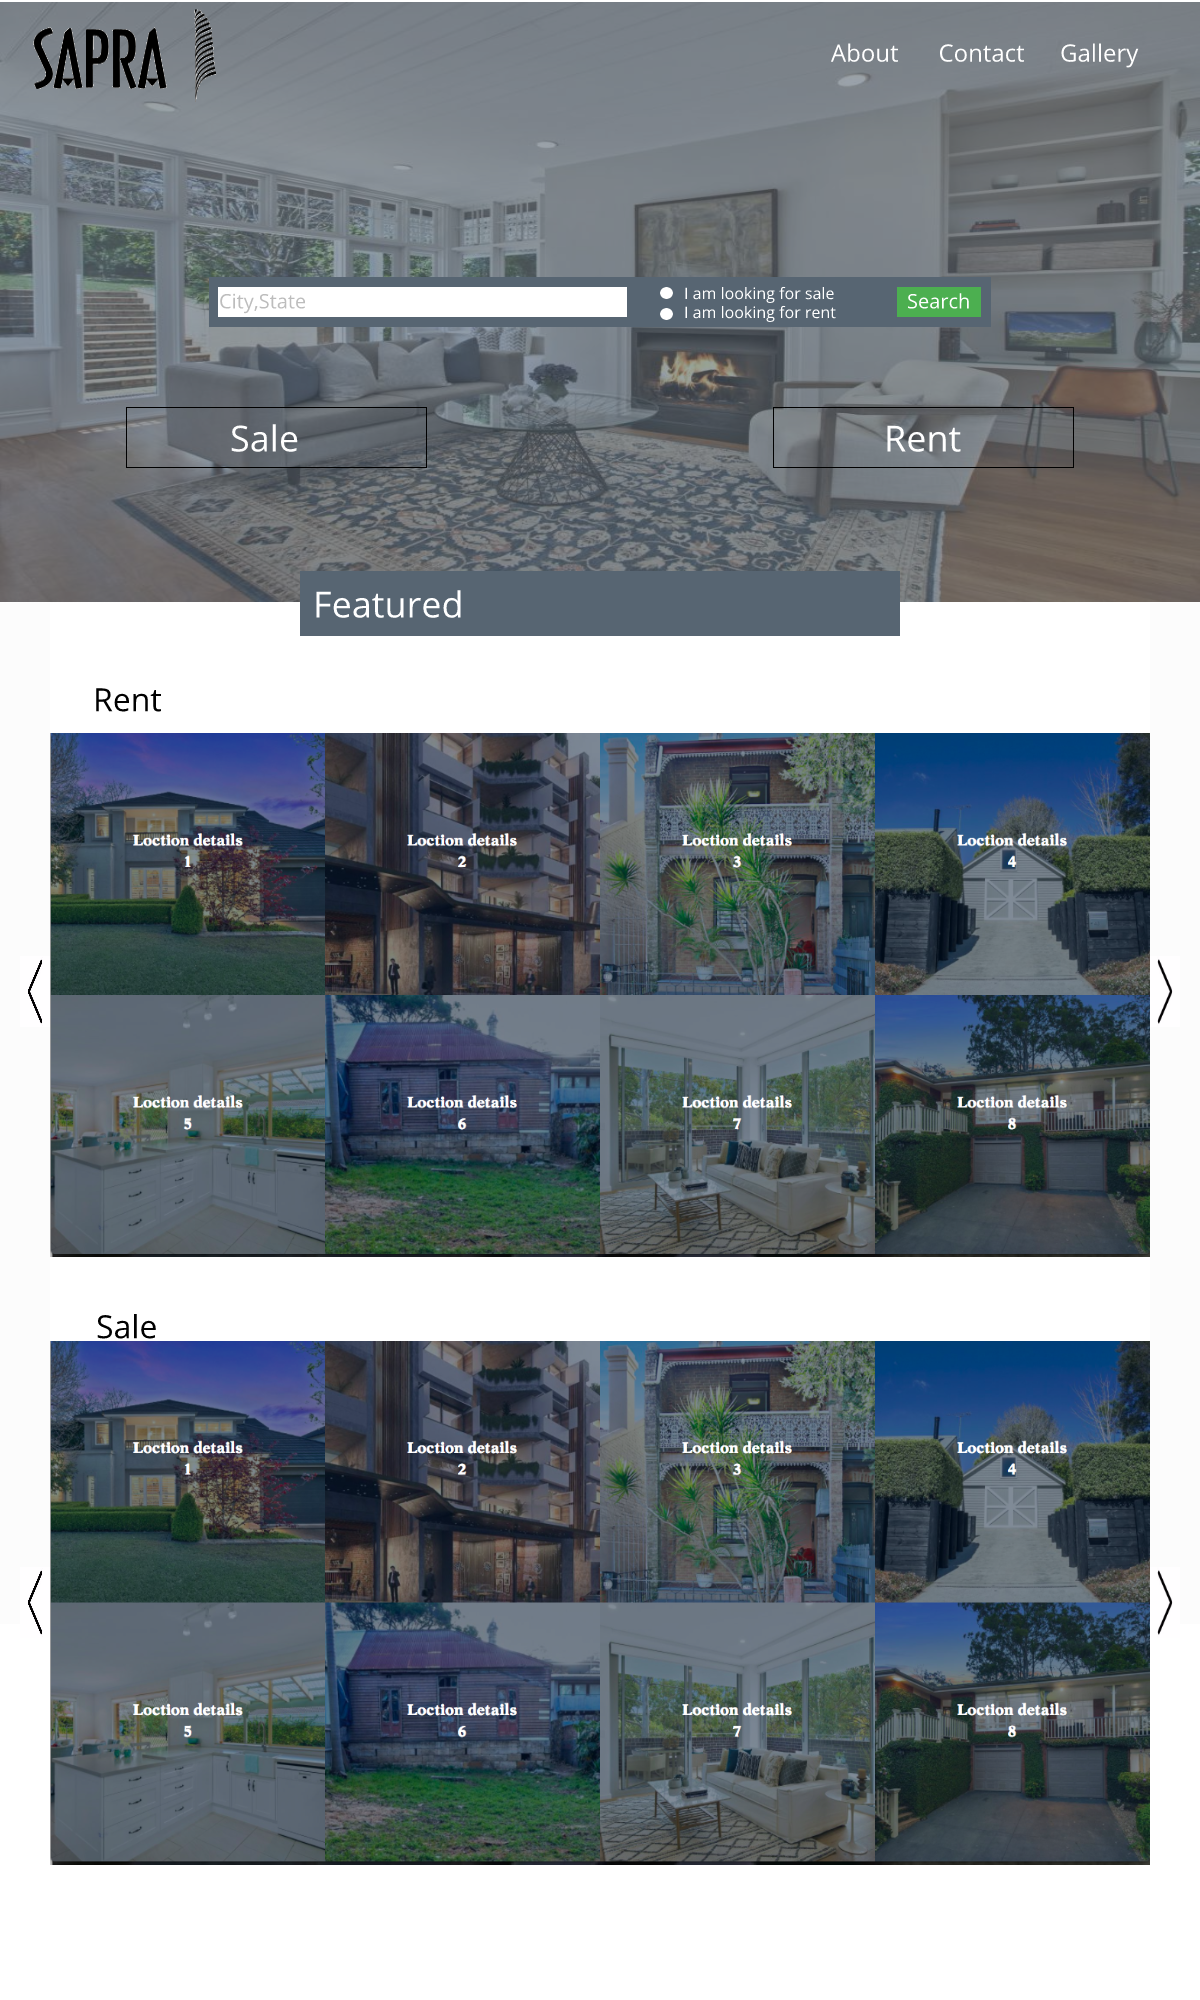 SAPRA
About Contact Gallery
City,State
I am looking for sale
I am looking for rent
Search
Sale
Rent
Featured
Rent
Loction details
1
Loction details
2
Loction details
3
Loction details
4
Loction details
5
Loction details
6
Loction details
7
Loction details
8
Sale
Loction details
1
Loction details
2
Loction details
3
Loction details
4
Loction details
5
Loction details
6
Loction details
7
Loction details
8